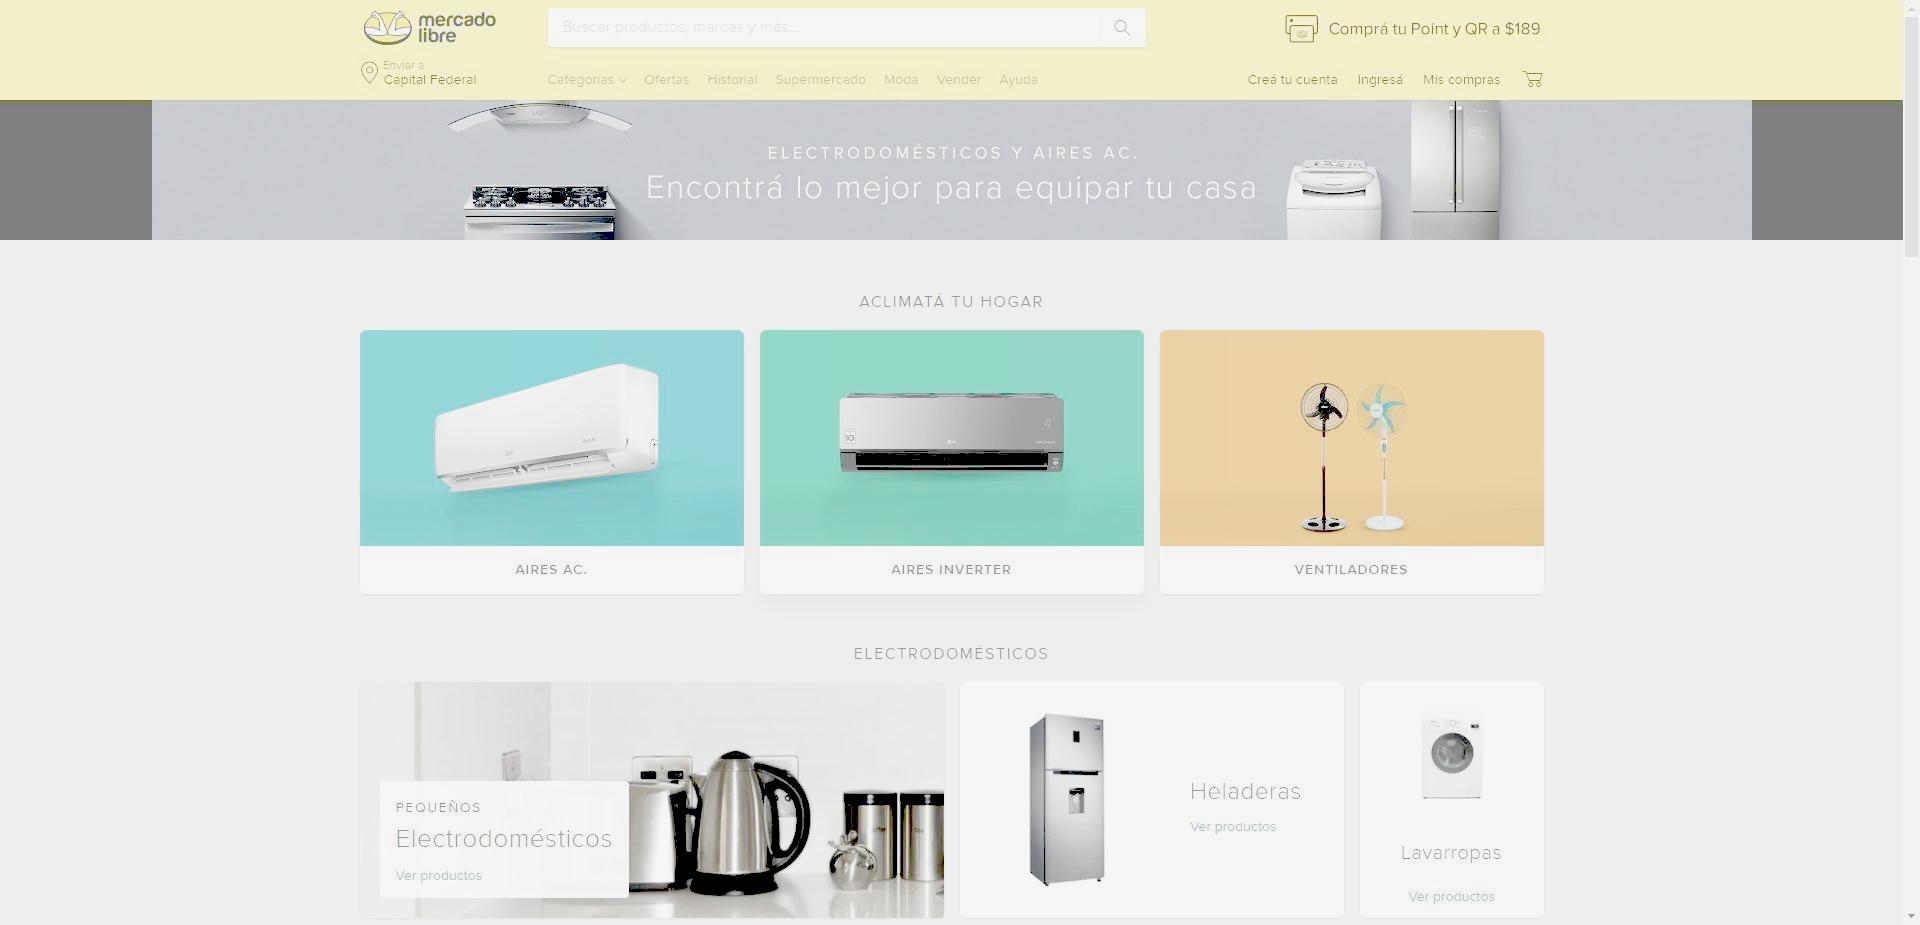 mercado
libre
Buscar productos, marcas y más...
Comprá tu Point y QR a $189
Enviar a
Capital Federal
Categorías
Ofertas
Historial
Supermercado
Moda
Vender
Ayuda
Creá tu cuenta
Ingresá
Mis compras
ELECTRODOMÉSTICOS Y AIRES AC.
Encontrá lo mejor para equipar tu casa
ACLIMATÁ TU HOGAR
AIRES AC.
AIRES INVERTER
VENTILADORES
ELECTRODOMÉSTICOS
PEQUEÑOS
Electrodomésticos
Ver productos
Heladeras
Ver productos
Lavarropas
Ver productos